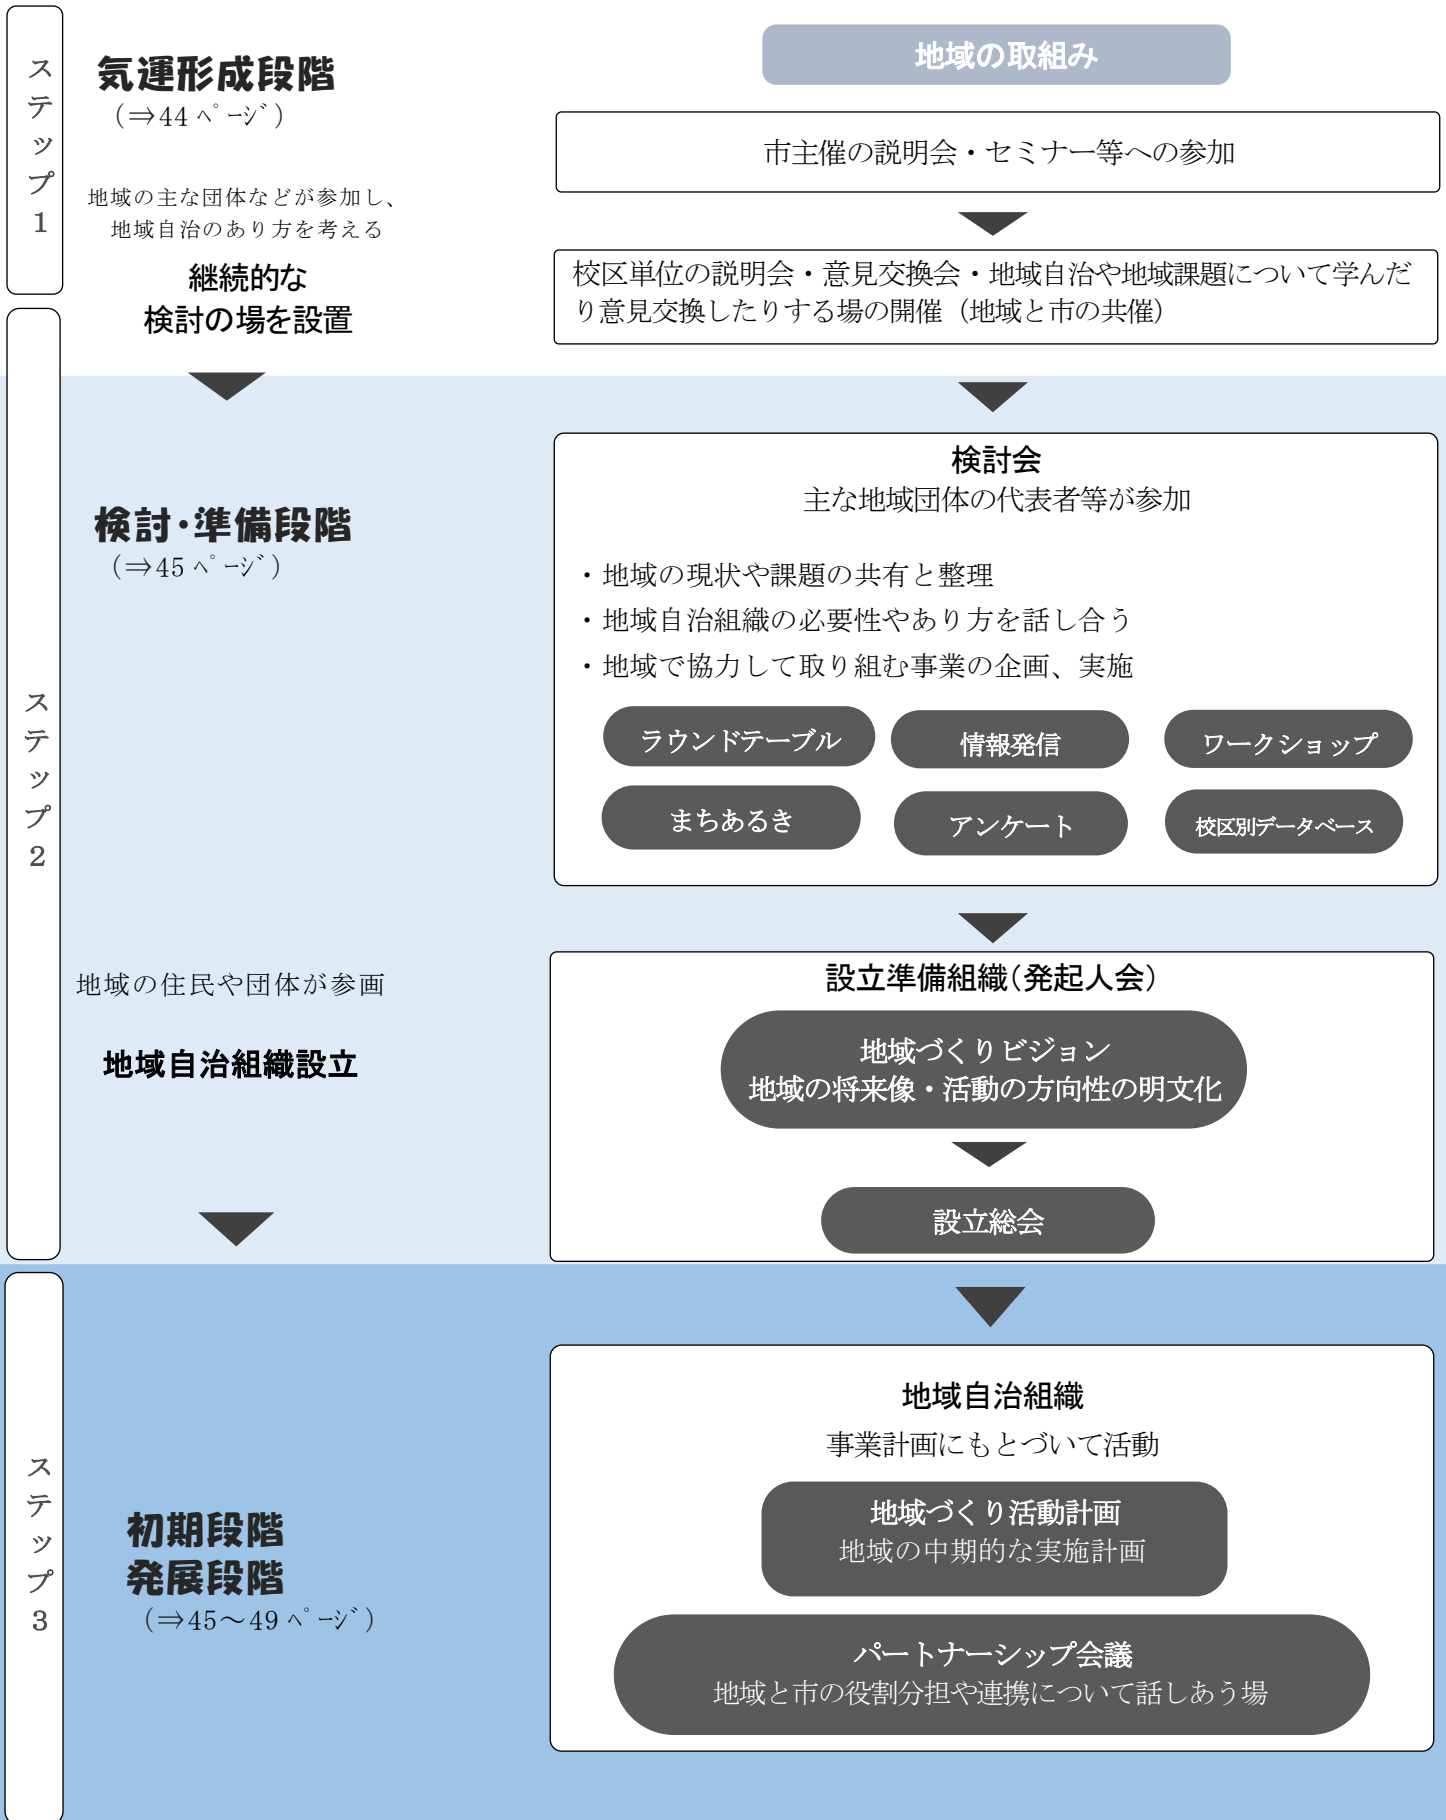 ステップ1
気運形成段階
（⇒44 ﾍﾟｰｼﾞ）
地域の主な団体などが参加し、
地域自治のあり方を考える
継続的な
検討の場を設置
地域の取組み
市主催の説明会・セミナー等への参加
校区単位の説明会・意見交換会・地域自治や地域課題について学んだ
り意見交換したりする場の開催（地域と市の共催）
ステップ2
検討・準備段階
（⇒45 ﾍﾟｰｼﾞ）
検討会
主な地域団体の代表者等が参加
・地域の現状や課題の共有と整理
・地域自治組織の必要性やあり方を話し合う
・地域で協力して取り組む事業の企画、実施
ラウンドテーブル
情報発信
ワークショップ
まちあるき
アンケート
校区別データベース
地域の住民や団体が参画
地域自治組織設立
設立準備組織（発起人会）
地域づくりビジョン
地域の将来像・活動の方向性の明文化
設立総会
ステップ3
初期段階
発展段階
（⇒45～49 ﾍﾟｰｼﾞ）
地域自治組織
事業計画にもとづいて活動
地域づくり活動計画
地域の中期的な実施計画
パートナーシップ会議
地域と市の役割分担や連携について話しあう場